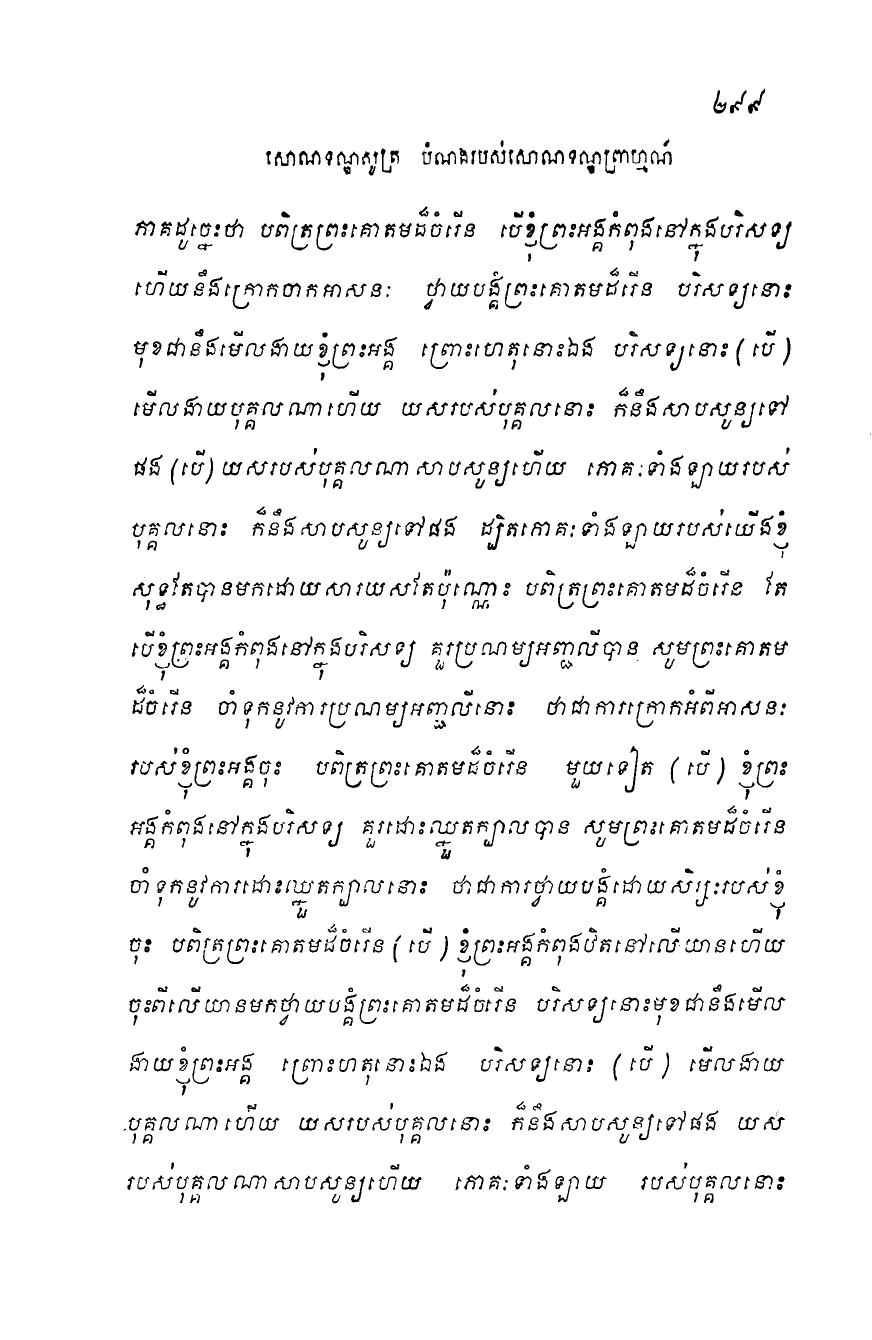 ២៩៩
សោណទណ្ឌសូត្រ បំណងរបស់សោណទណ្ឌព្រាហ្មណ៍
ភាគដូច្នេះថា បពិត្រព្រះគោតមដ៏ចំរើន បើខ្ញុំព្រះអង្គកំពុងនៅក្នុងបរិសទ្យ
ហើយនឹងក្រោកចាកអាសនៈ ថ្វាយបង្គំព្រះគោតមដ៏រើន បរិសទ្យនោះ
មុខជានឹងមើលងាយខ្ញុំព្រះអង្គ ព្រោះហេតុនោះឯង បរិសទ្យនោះ (បើ)
មើលងាយបុគ្គលណាហើយ យសរបស់បុគ្គលនោះ ក៏នឹងសាបសូន្យទៅ
ផង (បើ) យសរបស់បុគ្គលណាសាបសូន្យហើយ ភោគៈទាំងឡាយរបស់
បុគ្គលនោះ ក៏នឹងសាបសូន្យទៅផង ដ្បិតភោគៈទាំងឡាយរបស់យើងខ្ញុំ
សុទ្ធតែបានមកដោយសារយសតែប៉ុណ្ណោះ បពិត្រព្រះគោតមដ៏ចំរើន តែ
បើខ្ញុំព្រះអង្គកំពុងនៅក្នុងបរិសទ្យ គួរប្រណម្យអញ្ជលីបាន សូមព្រះគោតម
ដ៏ចំរើន ចាំទុកនូវការប្រណម្យអញ្ជលីនោះ ថាជាការក្រោកអំពីអាសនៈ
របស់ខ្ញុំព្រះអង្គចុះ បពិត្រព្រះគោតមដ៏ចំរើន មួយទៀត (បើ) ខ្ញុំព្រះ
អង្គកំពុងនៅក្នុងបរិសទ្យ គួរដោះឈ្នួតក្បាលបាន សូមព្រះគោតមដ៏ចំរើន
ចាំទុកនូវការដោះឈ្នួតក្បាលនោះ ថាជាការថ្វាយបង្គំដោយសិរ្សៈរបស់ខ្ញុំ
ចុះ បពិត្រព្រះគោតមដ៏ចំរើន (បើ) ខ្ញុំព្រះអង្គកំពុងឋិតនៅលើយានហើយ
ចុះពីលើយានមកថ្វាយបង្គំព្រះគោតមដ៏ចំរើន បរិសទ្យនោះមុខជានឹងមើល
ងាយខ្ញុំព្រះអង្គ ព្រោះហតុនោះឯង បរិសទ្យនោះ (បើ) មើលងាយ
បុគ្គលណាហើយ យសរបស់បុគ្គលនោះ ក៏នឹងសាបសូន្យទៅផង យស
របស់បុគ្គលណាសាបសូន្យហើយ ភោគៈទាំងឡាយ របស់បុគ្គលនោះ